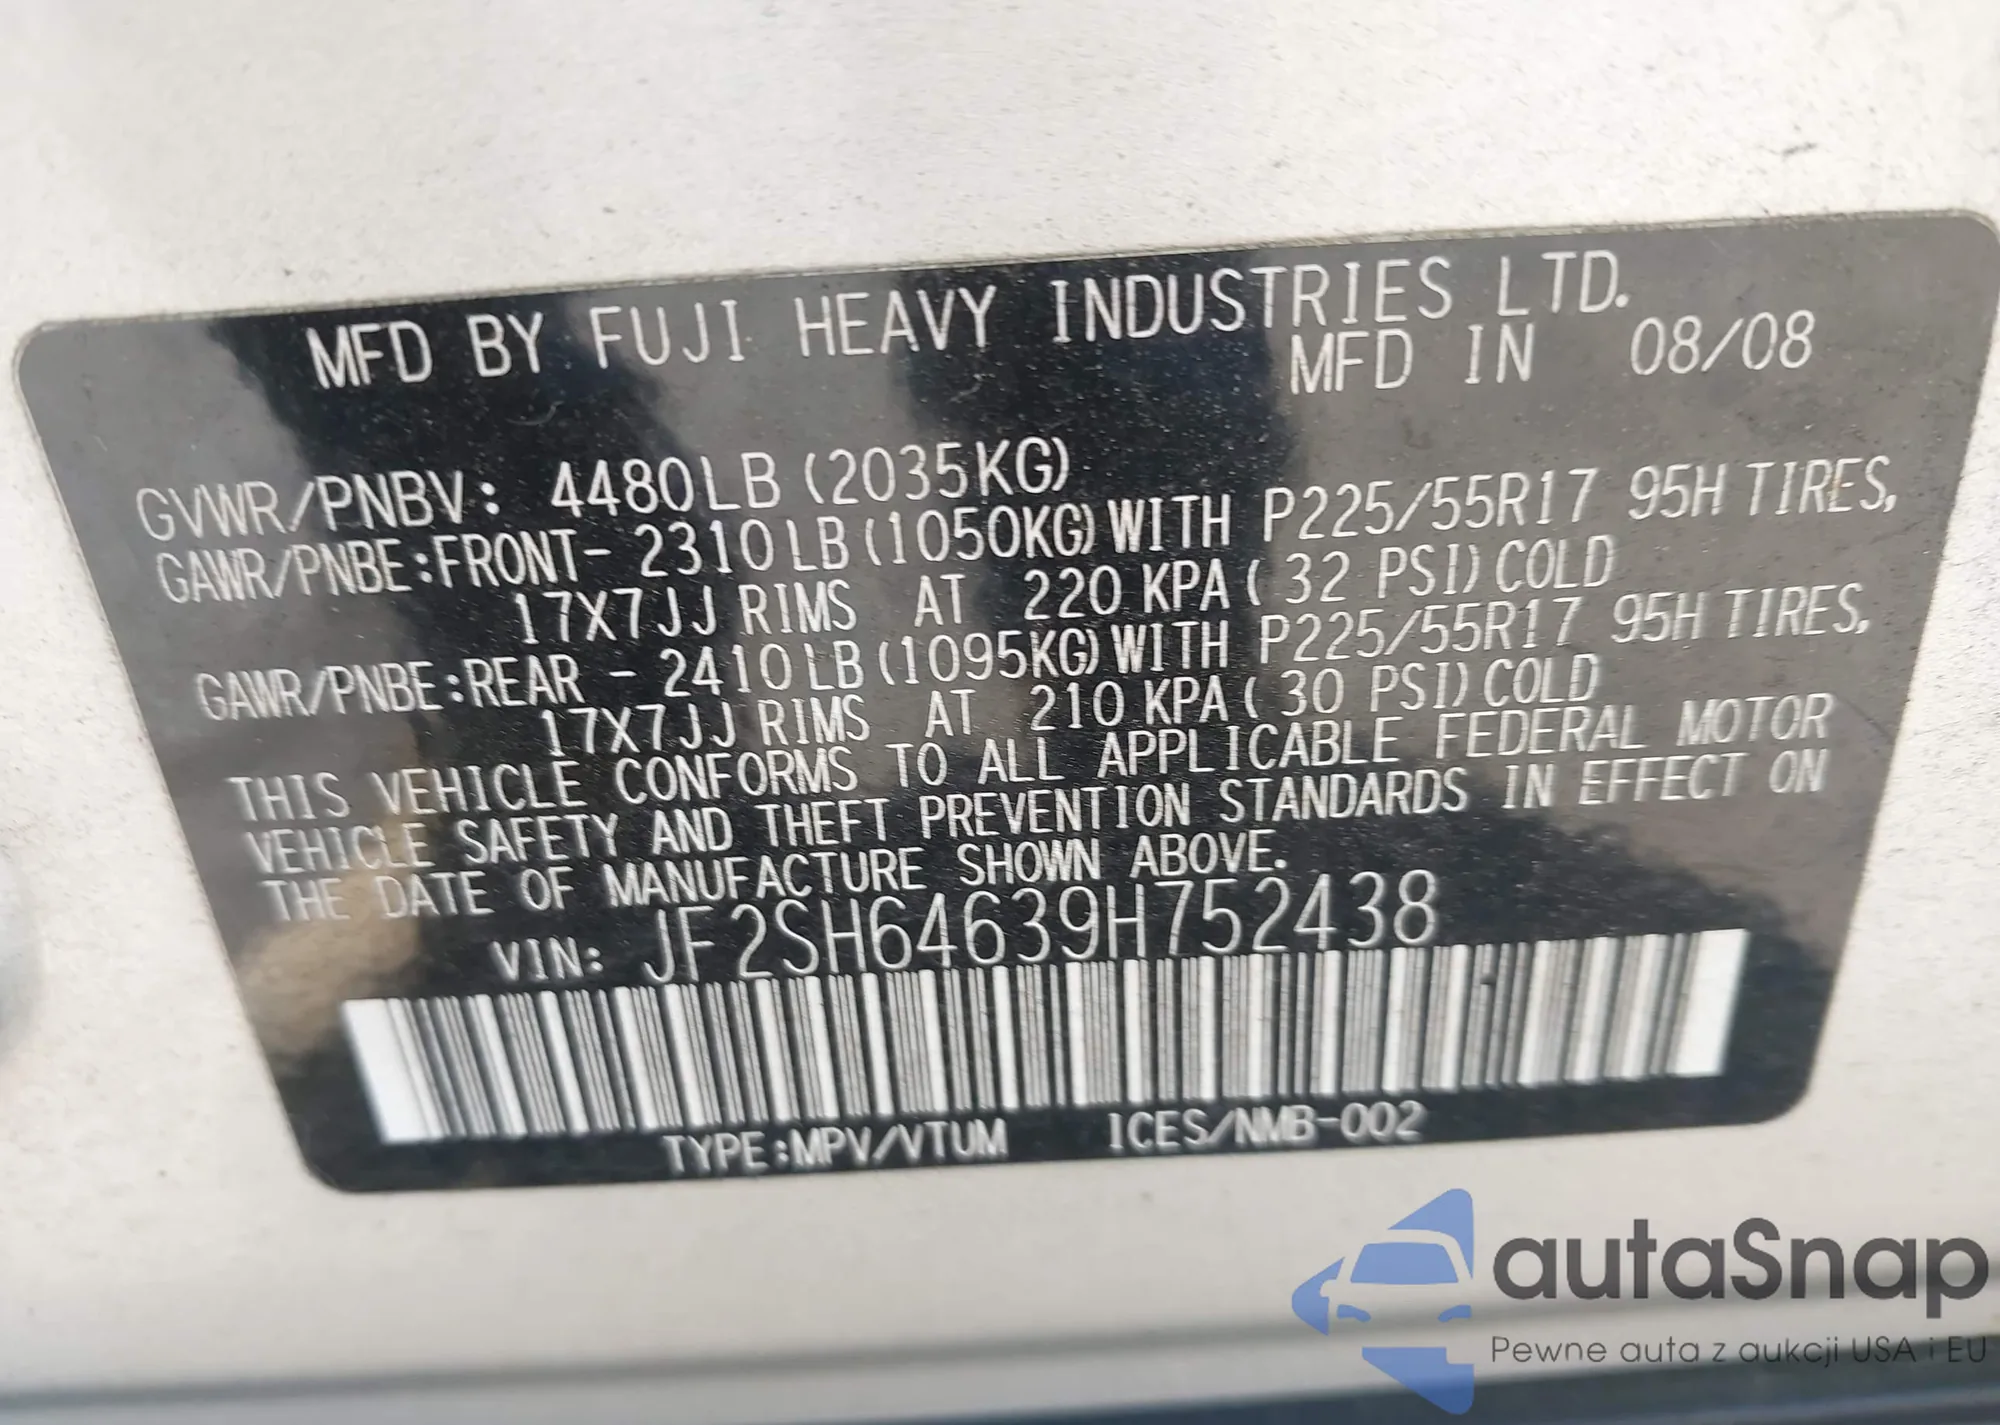 MFD BY FUJI HEAVY INDUSTRIES LTD.
MFD IN 08/08
GVWR/PNBV: 4480LB (2035KG)
GAWR/PNBE:FRONT- 2310LB (1050KG) WITH P225/55R17 95H TIRES,
17X7JJ RIMS AT 220 KPA ( 32 PSI) COLD
GAWR/PNBE:REAR - 2410LB (1095KG) WITH P225/55R17 95H TIRES,
17X7JJ RIMS AT 210 KPA ( 30 PSI) COLD
THIS VEHICLE CONFORMS TO ALL APPLICABLE FEDERAL MOTOR
VEHICLE SAFETY AND THEFT PREVENTION STANDARDS IN EFFECT ON
THE DATE OF MANUFACTURE SHOWN ABOVE.
VIN: JF2SH64639H752438
TYPE:MPV/VTUM ICES/NMB-002
autaSnap
Pewne auta z aukcji USA i EU